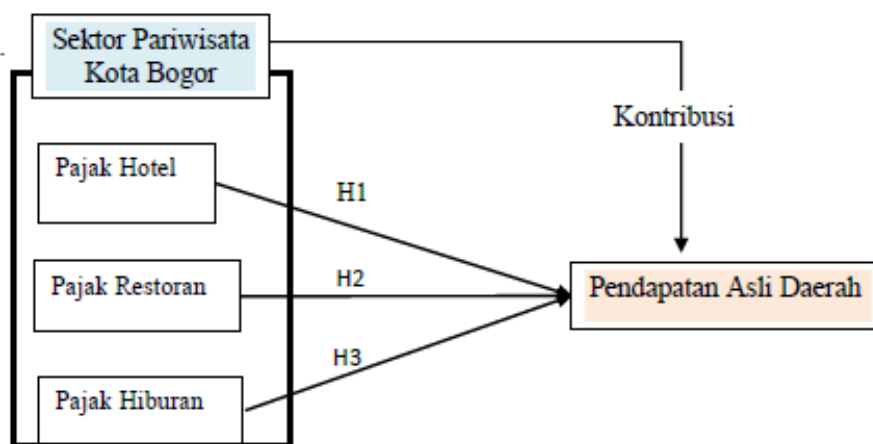 Sektor Pariwisata
Kota Bogor
Kontribusi
Pajak Hotel
H1
Pajak Restoran
H2
Pendapatan Asli Daerah
H3
Pajak Hiburan